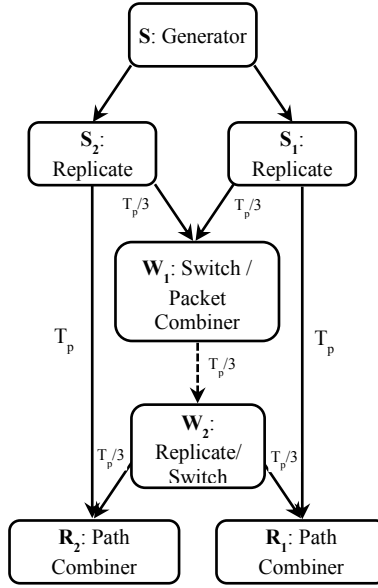 S: Generator
S2:
Replicate
S1:
Replicate
Tp/3
Tp/3
W1: Switch /
Packet
Combiner
Tp
Tp
Tp/3
W2:
Replicate/
Switch
Tp/3
Tp/3
R2: Path
Combiner
R1: Path
Combiner